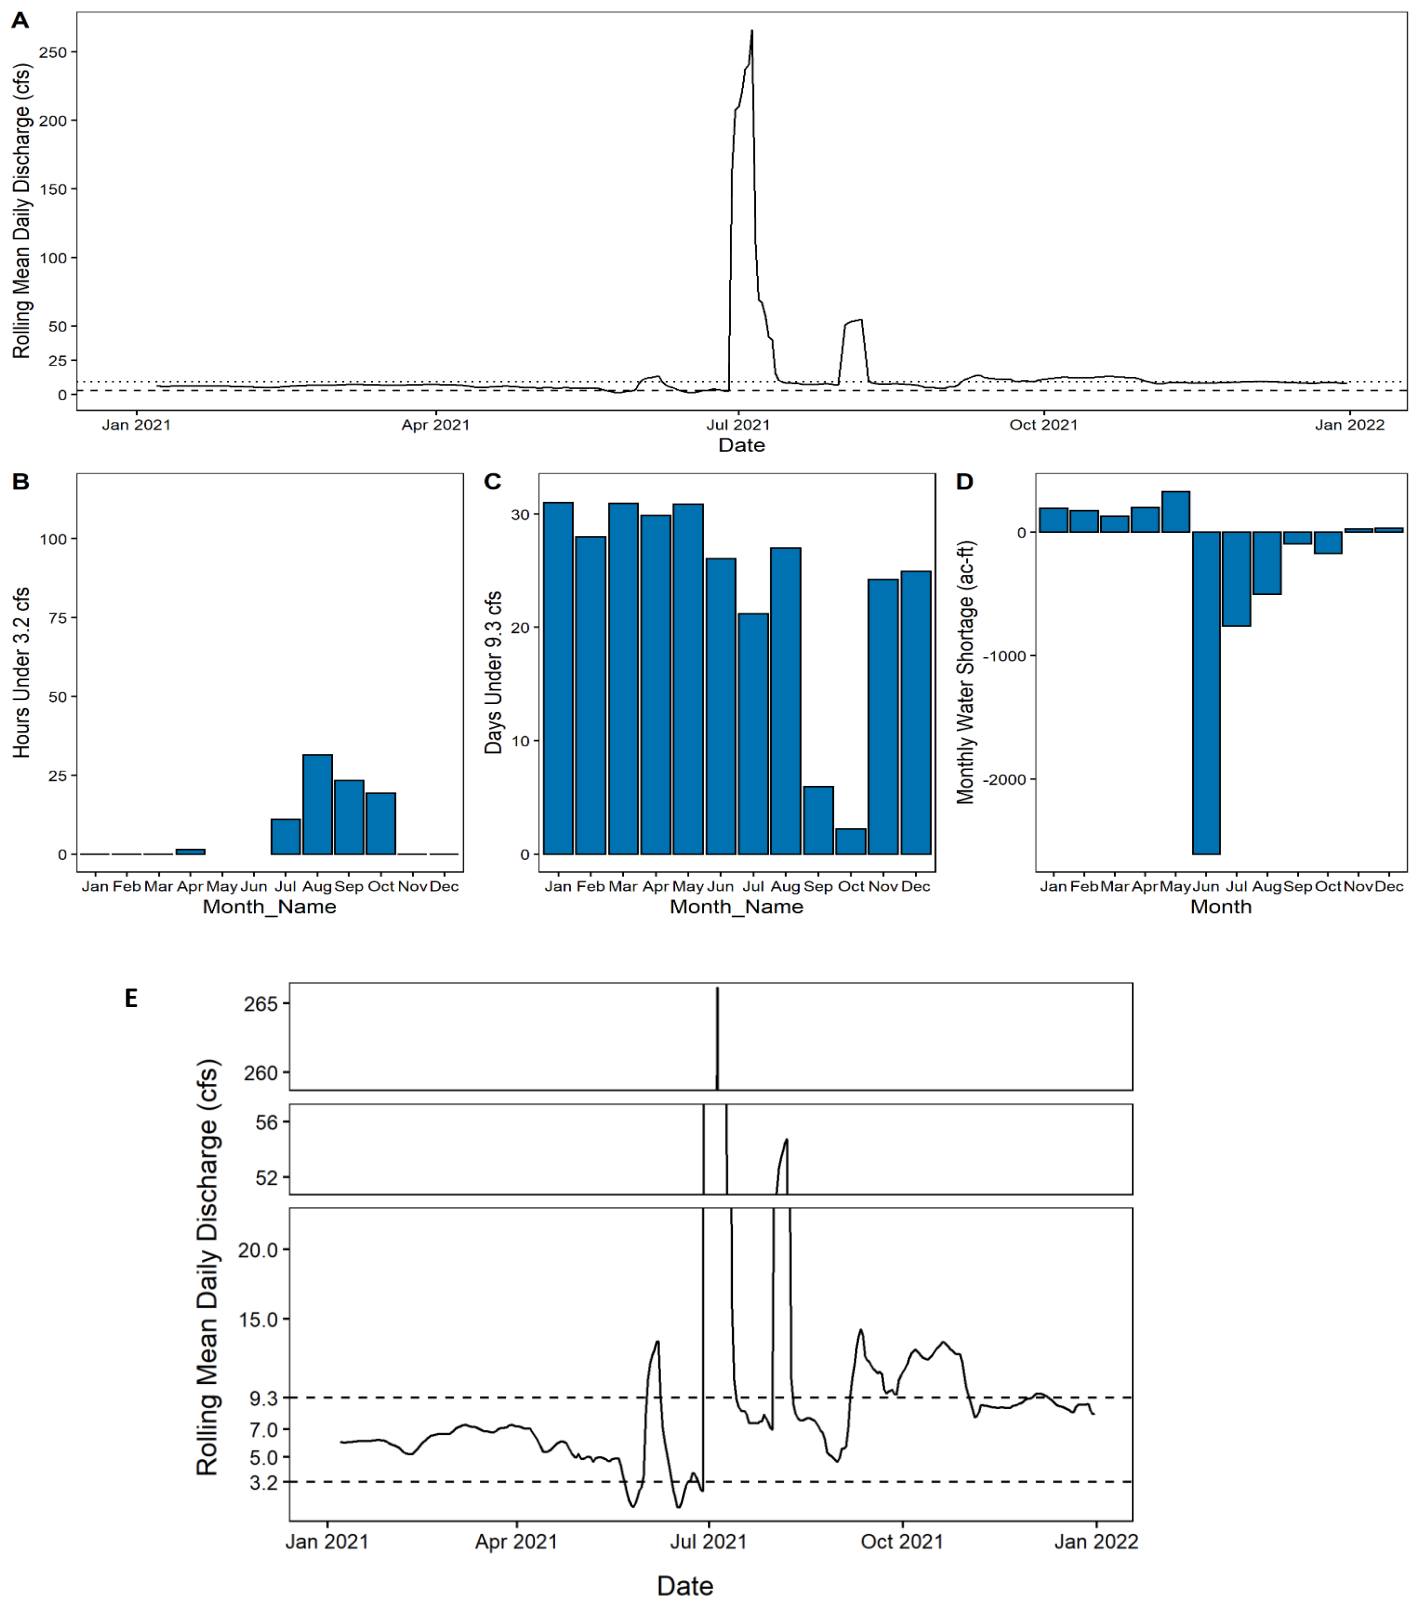 A
Rolling Mean Daily Discharge (cfs)
250
200
150
100
50
25
0
Jan 2021 Apr 2021 Jul 2021 Oct 2021 Jan 2022
Date
B
Hours Under 3.2 cfs
100
75
50
25
0
Jan Feb Mar Apr May Jun Jul Aug Sep Oct Nov Dec
Month_Name
C
Days Under 9.3 cfs
30
20
10
0
Jan Feb Mar Apr May Jun Jul Aug Sep Oct Nov Dec
Month_Name
D
Monthly Water Shortage (ac-ft)
0
-1000
-2000
Jan Feb Mar Apr May Jun Jul Aug Sep Oct Nov Dec
Month
E
Rolling Mean Daily Discharge (cfs)
265
260
56
52
20.0
15.0
9.3
7.0
5.0
3.2
Jan 2021 Apr 2021 Jul 2021 Oct 2021 Jan 2022
Date